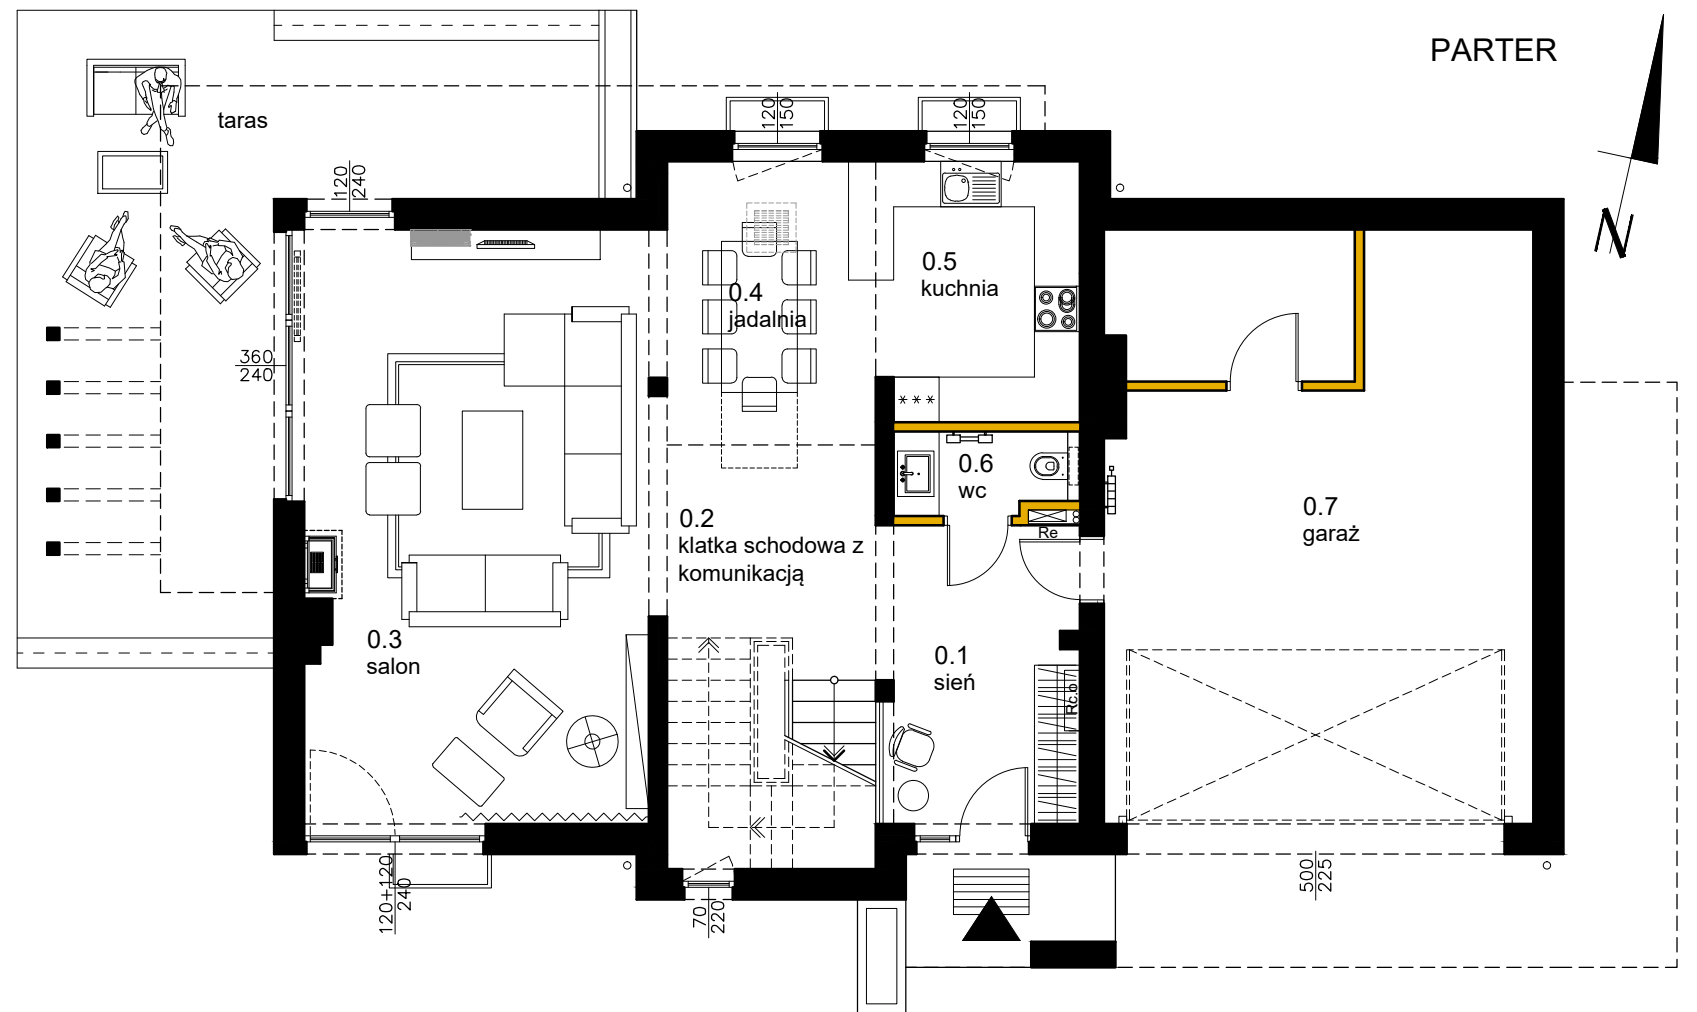 PARTER
taras
120
150
120
150
120
240
0.5
kuchnia
0.4
jadalnia
360
240
***
0.6
wc
0.7
garaż
0.2
klatka schodowa z
komunikacją
Re
0.3
salon
0.1
sień
Rc.o
120+120
240
70
220
500
225
N